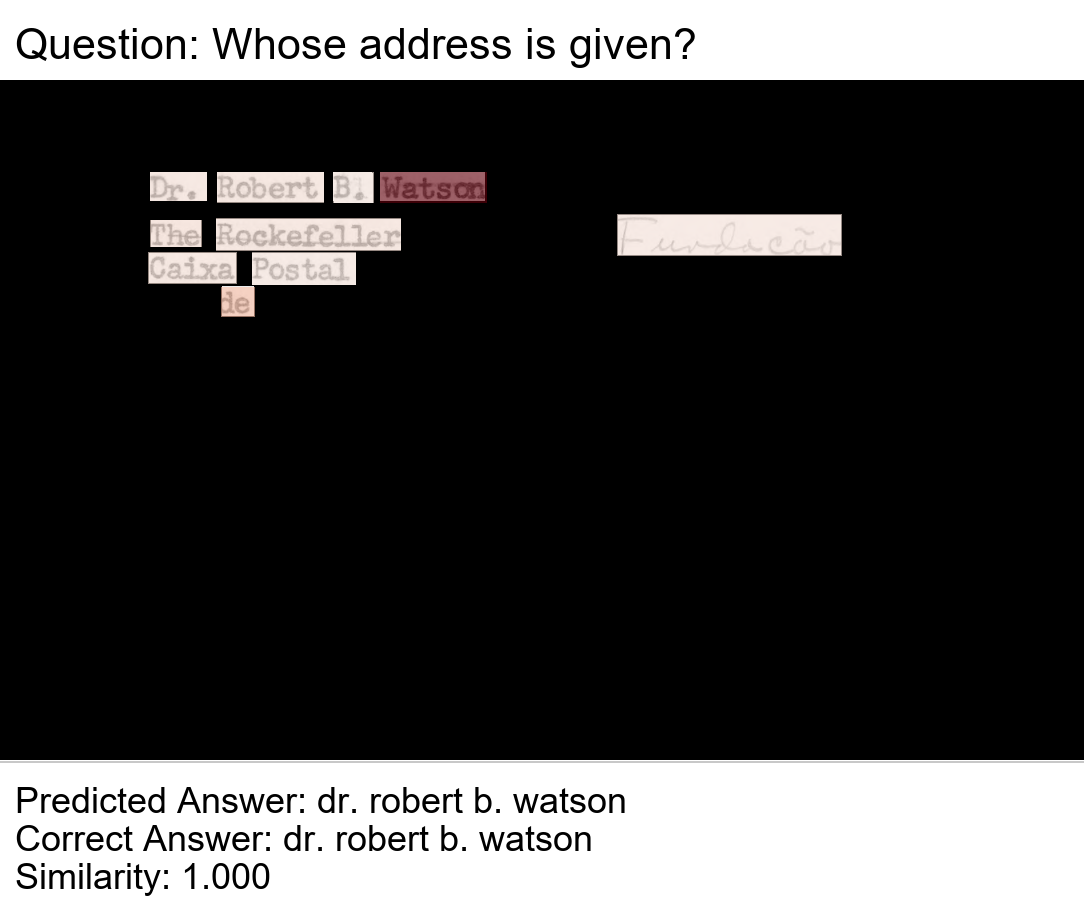 Question: Whose address is given?
Dr. Robert B. Watson
The Rockefeller
Fundacão
Caixa Postal
de
Predicted Answer: dr. robert b. watson
Correct Answer: dr. robert b. watson
Similarity: 1.000